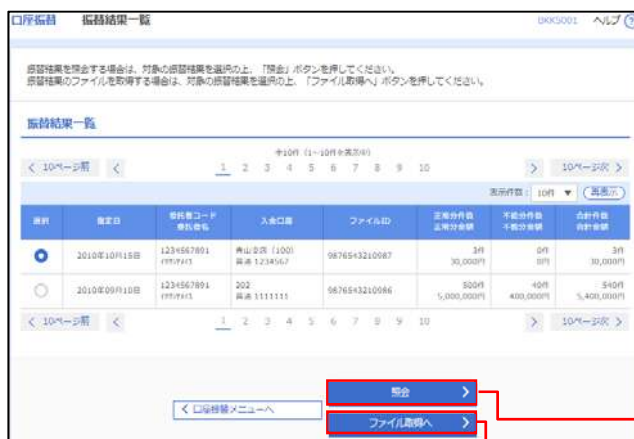 口座振替 振替結果一覧 BKKS001 ヘルプ ?
振替結果を照会する場合は、対象の振替結果を選択の上、「照会」ボタンを押してください。
振替結果のファイルを取得する場合は、対象の振替結果を選択の上、「ファイル取得へ」ボタンを押してください。
振替結果一覧
全10件 (1~10件を表示中)
< 10ページ前 < 1 2 3 4 5 6 7 8 9 10 > 10ページ次 >
表示件数: 10件 ▼ 再表示
選択 指定日 委託者コード 入金口座 ファイルID 正常分件数 不能分件数 合計件数
委託者名 正常分金額 不能分金額 合計金額
2010年10月15日 1234567891 青山支店 (100) 9876543210987 3件 0件 3件
普通 1234567 30,000円 0円 30,000円
2010年09月10日 1234567891 202 9876543210986 500件 40件 540件
普通 1111111 5,000,000円 400,000円 5,400,000円
< 10ページ前 < 1 2 3 4 5 6 7 8 9 10 > 10ページ次 >
照会 >
< 口座振替メニューへ
ファイル取得へ >